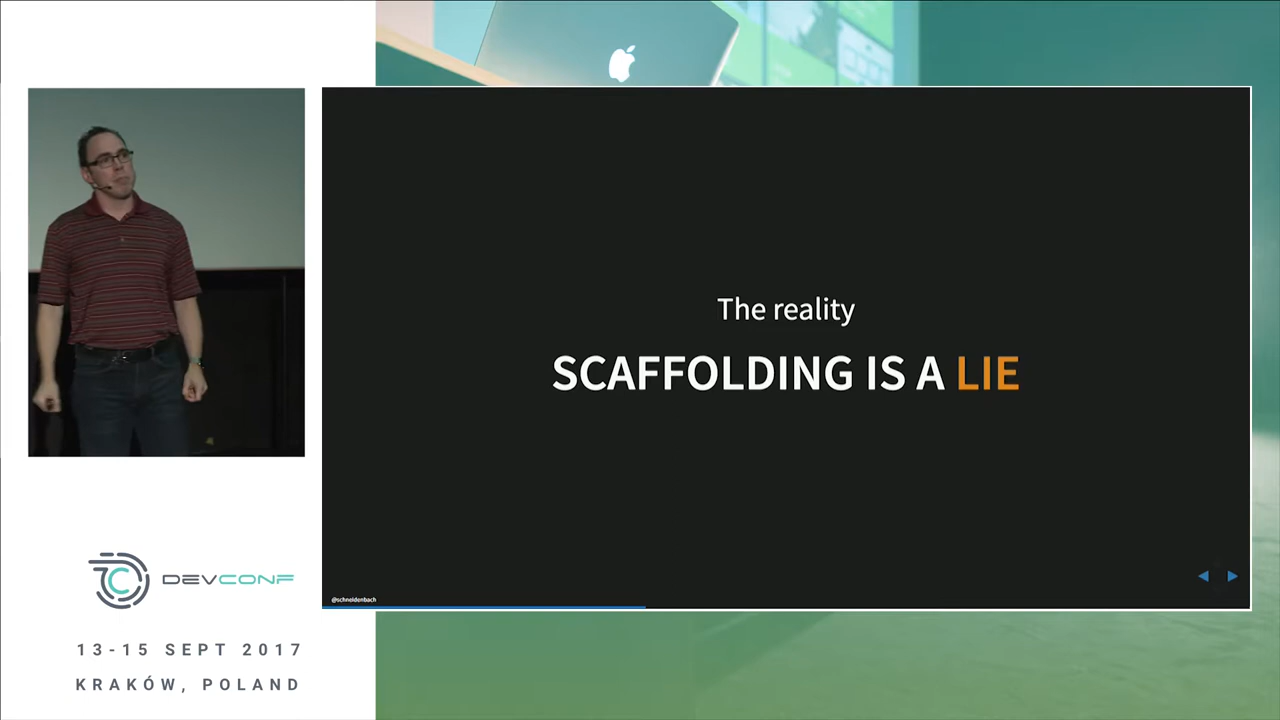 The reality
SCAFFOLDING IS A LIE
@schneidenbach
DEVCONF
13-15 SEPT 2017
KRAKÓW, POLAND